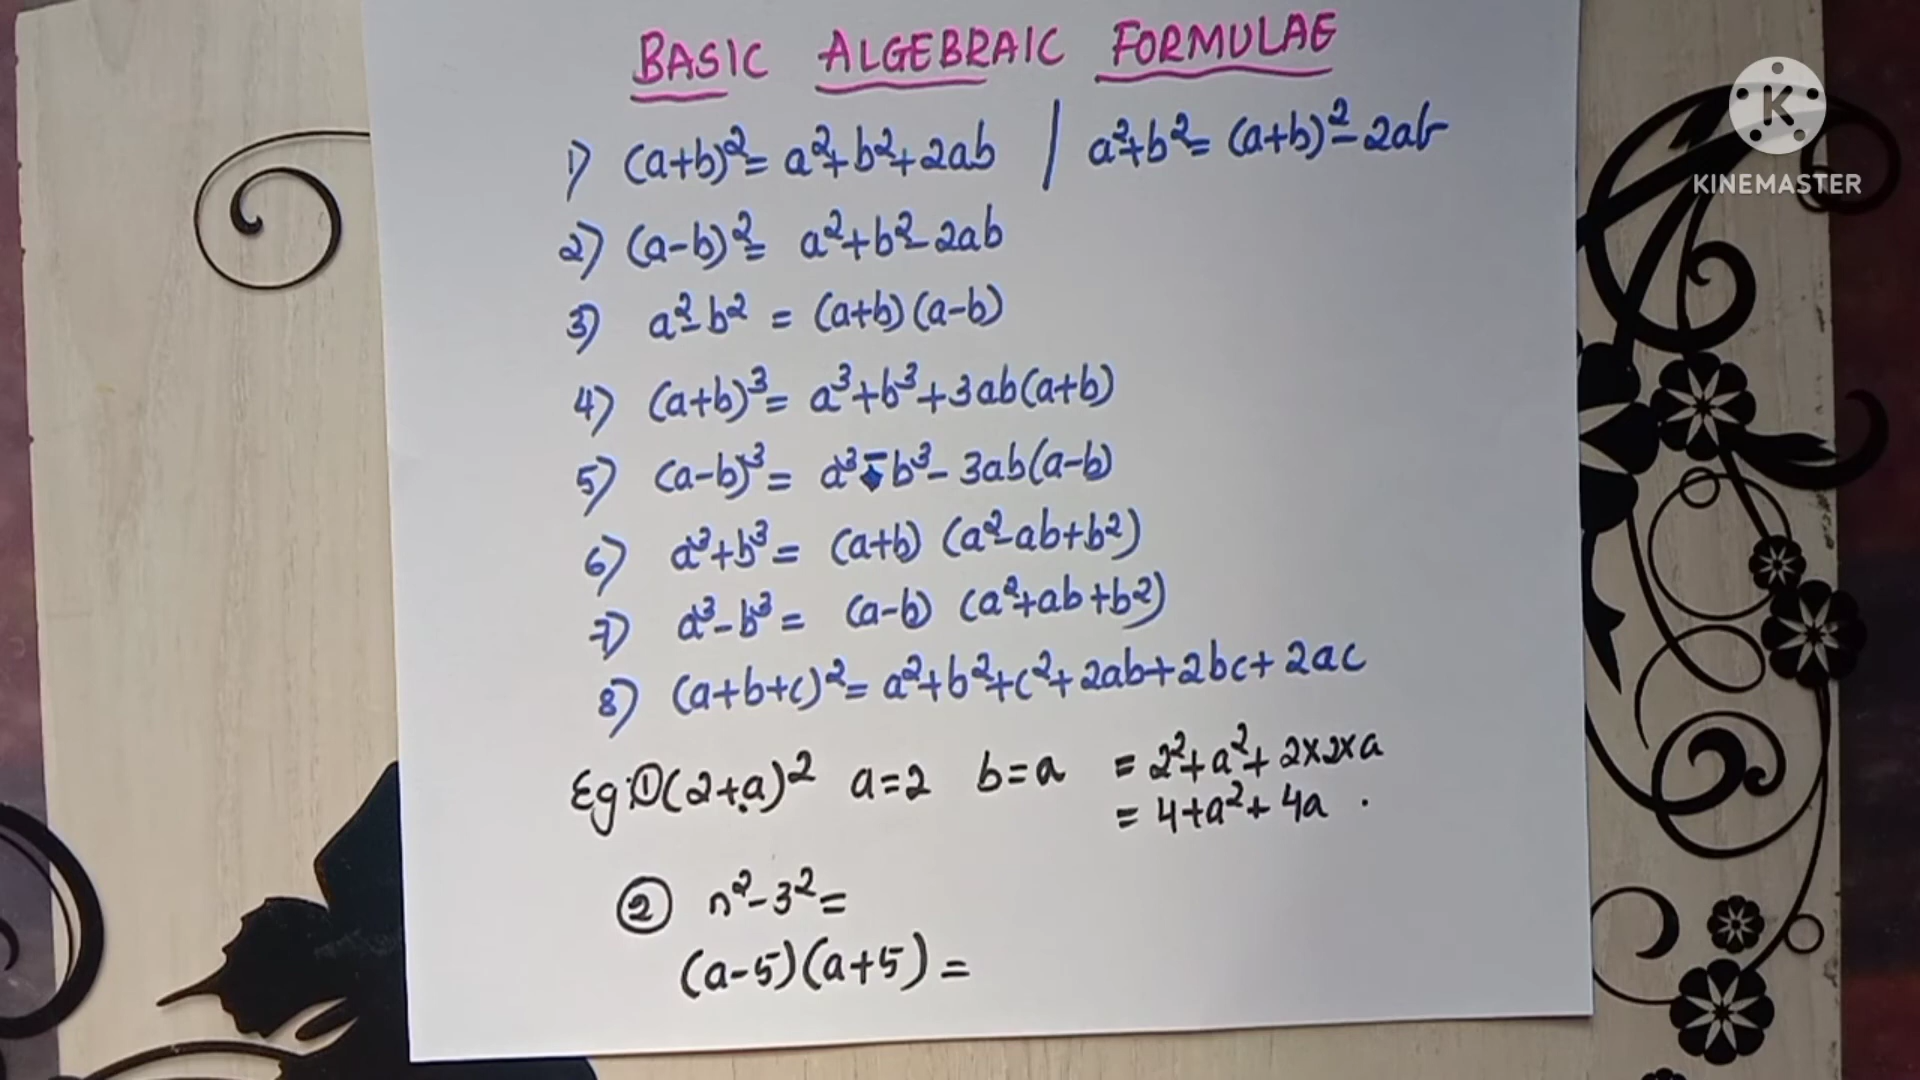 BASIC ALGEBRAIC FORMULAE
1) (a+b)²= a²+b²+2ab / a²+b²= (a+b)²-2ab
2) (a-b)²= a²+b²-2ab
3) a²-b² = (a+b)(a-b)
4) (a+b)³= a³+b³+3ab(a+b)
5) (a-b)³= a³-b³-3ab(a-b)
6) a³+b³= (a+b) (a²-ab+b²)
7) a³-b³= (a-b) (a²+ab+b²)
8) (a+b+c)²= a²+b²+c²+2ab+2bc+2ac
Eg:① (2+a)² a=2 b=a = 2²+a²+2×2×a
= 4+a²+4a .
② n²-3²=
(a-5)(a+5)=
K
KINEMASTER